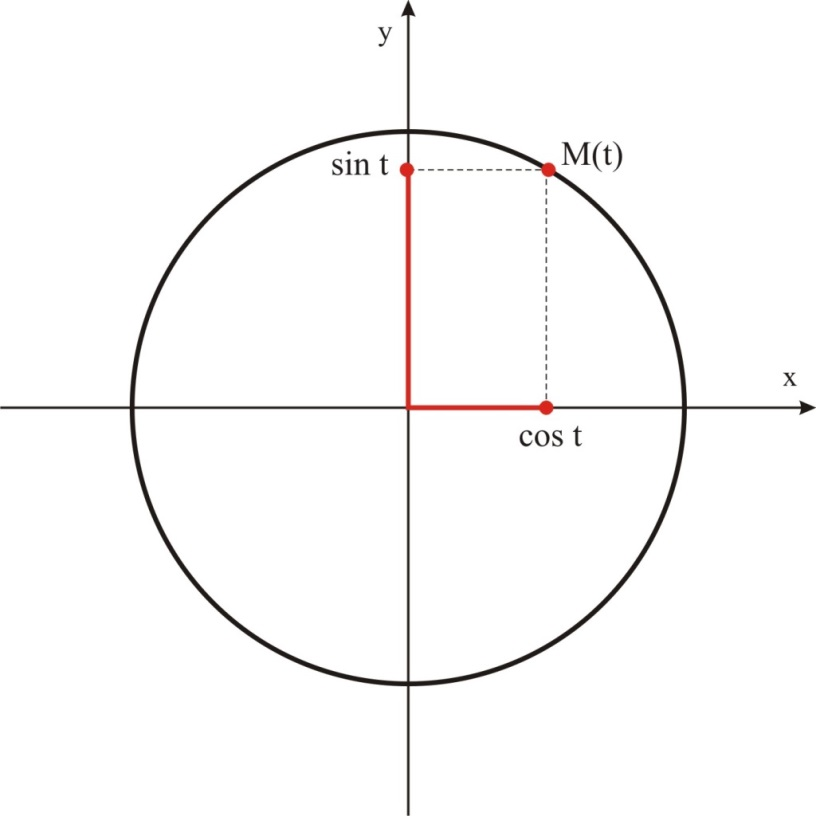 y
sin t
M(t)
x
cos t